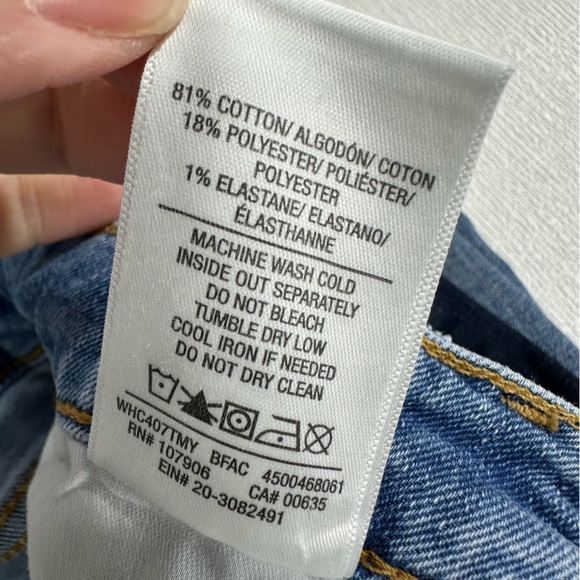 81% COTTON/ ALGODÓN/ COTON
18% POLYESTER/ POLIÉSTER/
POLYESTER
1% ELASTANE/ ELASTANO/
ÉLASTHANNE
MACHINE WASH COLD
INSIDE OUT SEPARATELY
DO NOT BLEACH
TUMBLE DRY LOW
COOL IRON IF NEEDED
DO NOT DRY CLEAN
WHC407TMY BFAC 4500468061
RN# 107906 CA# 00635
EIN# 20-3082491